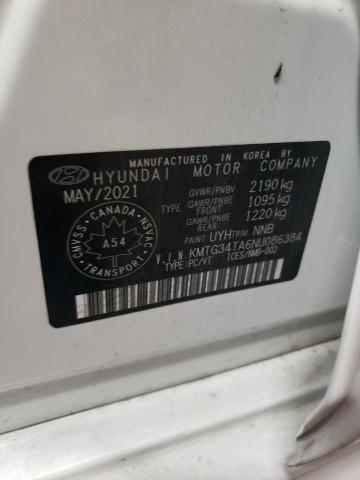 MANUFACTURED IN KOREA BY
HYUNDAI MOTOR COMPANY
MAY/2021
GVWR/PNBV 2190 kg
TYPE GAWR/PNBE FRONT 1095 kg
GAWR/PNBE REAR 1220 kg
PAINT UYH TRIM NNB
V.I.N KMTG34TA6NU086384
TYPE:PC/VT ICES/NMB-002
CANADA
CMVSS A54 NSVAC
TRANSPORT